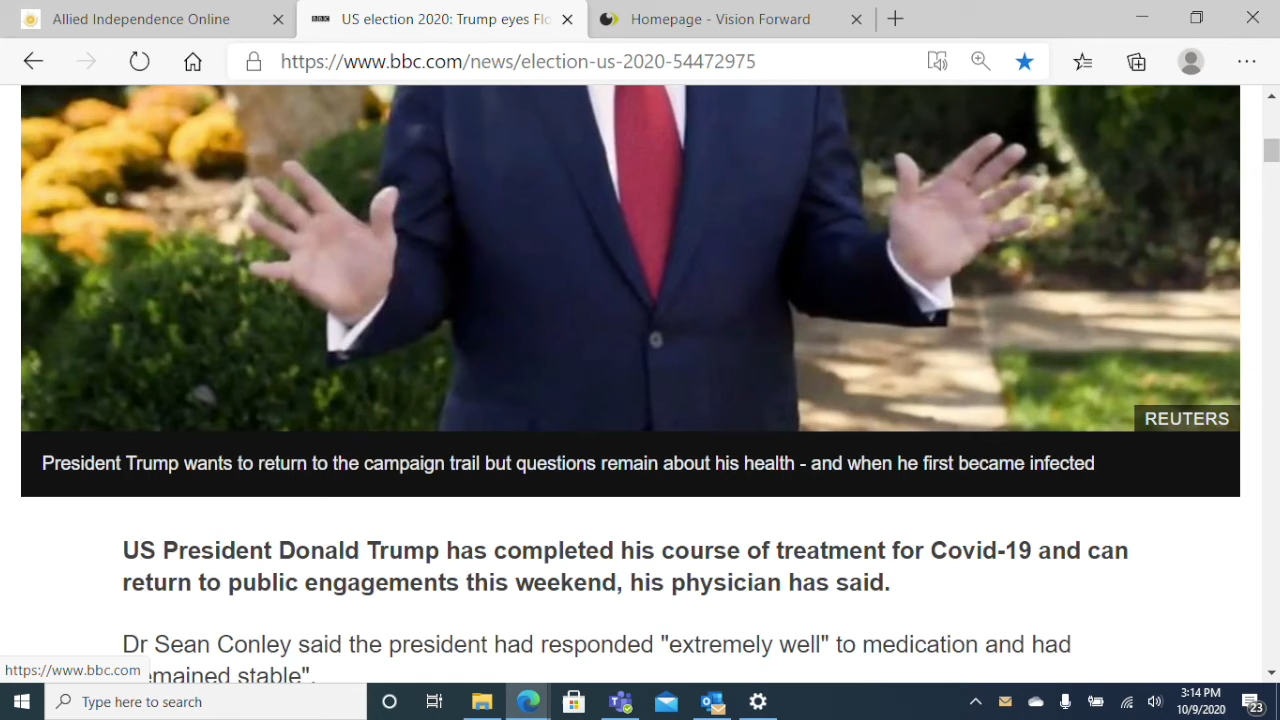 Allied Independence Online
US election 2020: Trump eyes Flo
Homepage - Vision Forward
https://www.bbc.com/news/election-us-2020-54472975
REUTERS
President Trump wants to return to the campaign trail but questions remain about his health - and when he first became infected
US President Donald Trump has completed his course of treatment for Covid-19 and can
return to public engagements this weekend, his physician has said.
Dr Sean Conley said the president had responded "extremely well" to medication and had
emained stable".
https://www.bbc.com
Type here to search
3:14 PM
10/9/2020
23